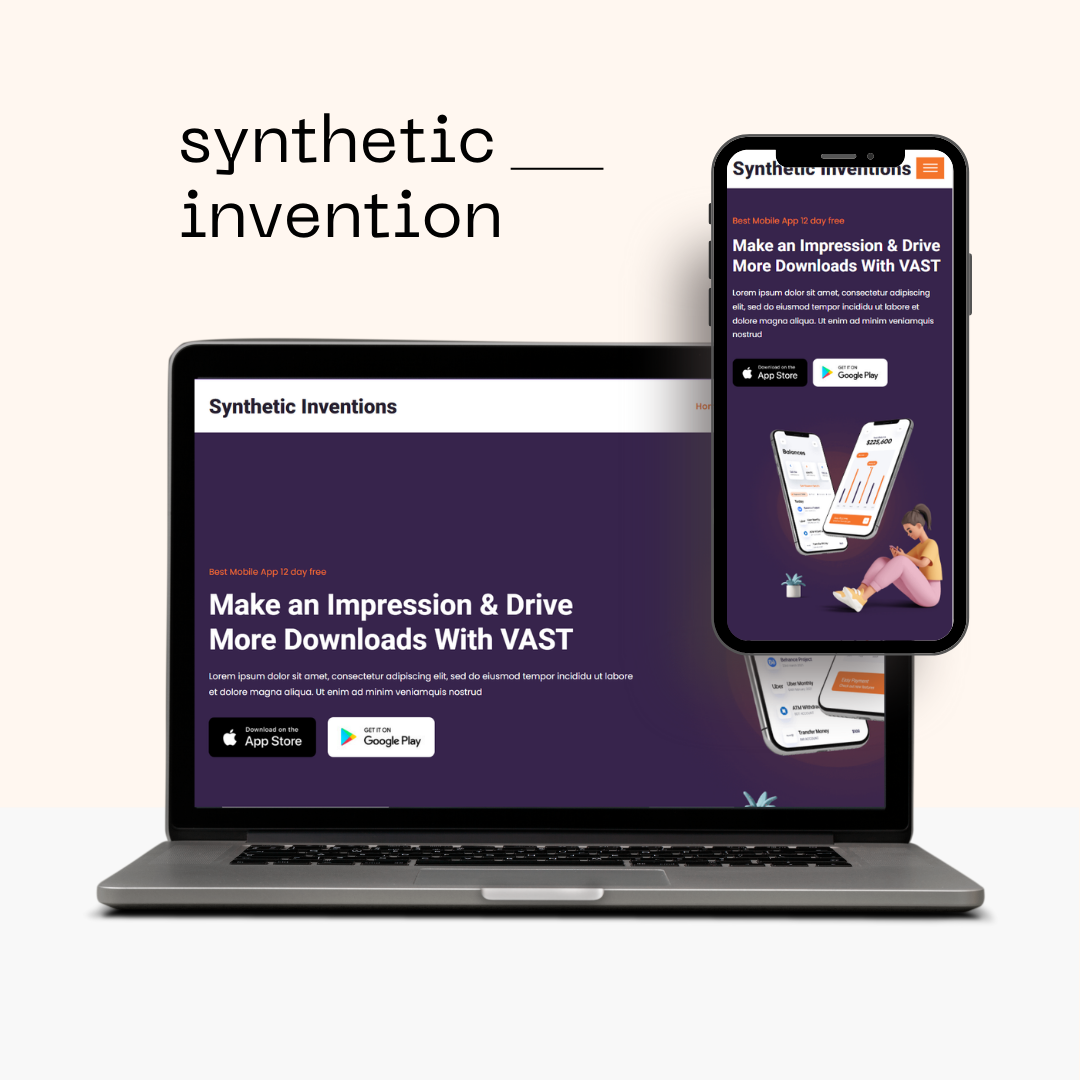 synthetic ___
invention
Synthetic Inventions
Best Mobile App 12 day free
Make an Impression & Drive
More Downloads With VAST
Lorem ipsum dolor sit amet, consectetur adipiscing
elit, sed do eiusmod tempor incididu ut labore et
dolore magna aliqua. Ut enim ad minim veniamquis
nostrud
Download on the
App Store
GET IT ON
Google Play
Balances
$225,600
Synthetic Inventions
Best Mobile App 12 day free
Make an Impression & Drive
More Downloads With VAST
Lorem ipsum dolor sit amet, consectetur adipiscing elit, sed do eiusmod tempor incididu ut labore
et dolore magna aliqua. Ut enim ad minim veniamquis nostrud
Download on the
App Store
GET IT ON
Google Play
Balance Project
Uber Uber Monthly
ATM
Transfer Money
Easy Payment